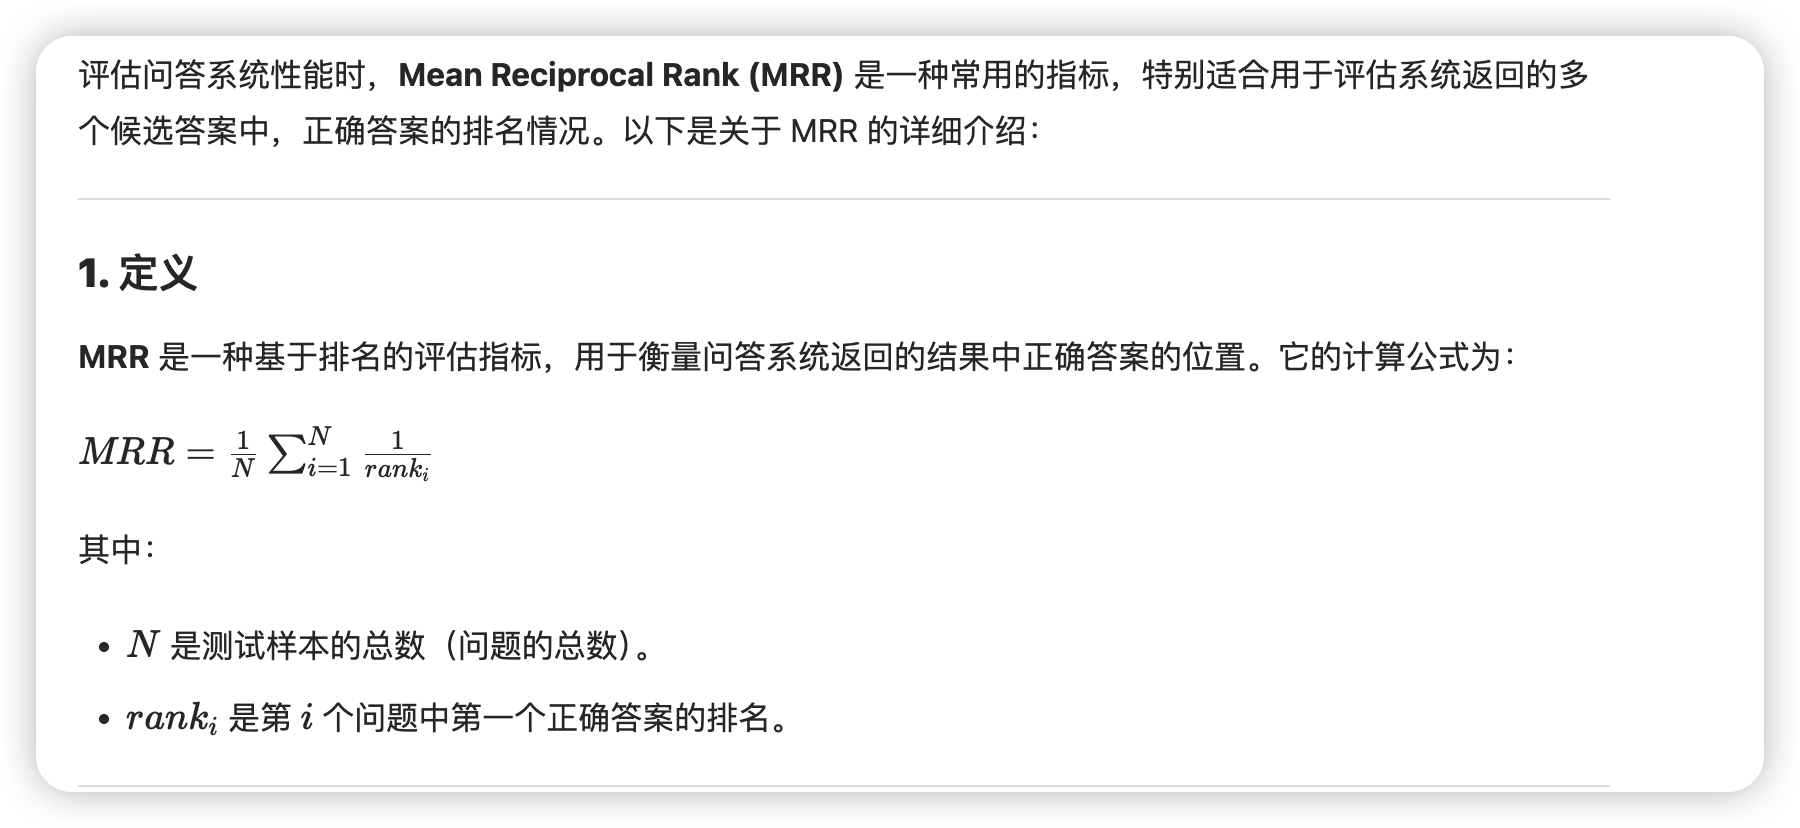 评估问答系统性能时，Mean Reciprocal Rank (MRR) 是一种常用的指标，特别适合用于评估系统返回的多
个候选答案中，正确答案的排名情况。以下是关于 MRR 的详细介绍：
1. 定义
MRR 是一种基于排名的评估指标，用于衡量问答系统返回的结果中正确答案的位置。它的计算公式为：
$MRR = \frac{1}{N} \sum_{i=1}^{N} \frac{1}{rank_i}$
其中：
• $N$ 是测试样本的总数（问题的总数）。
• $rank_i$ 是第 $i$ 个问题中第一个正确答案的排名。